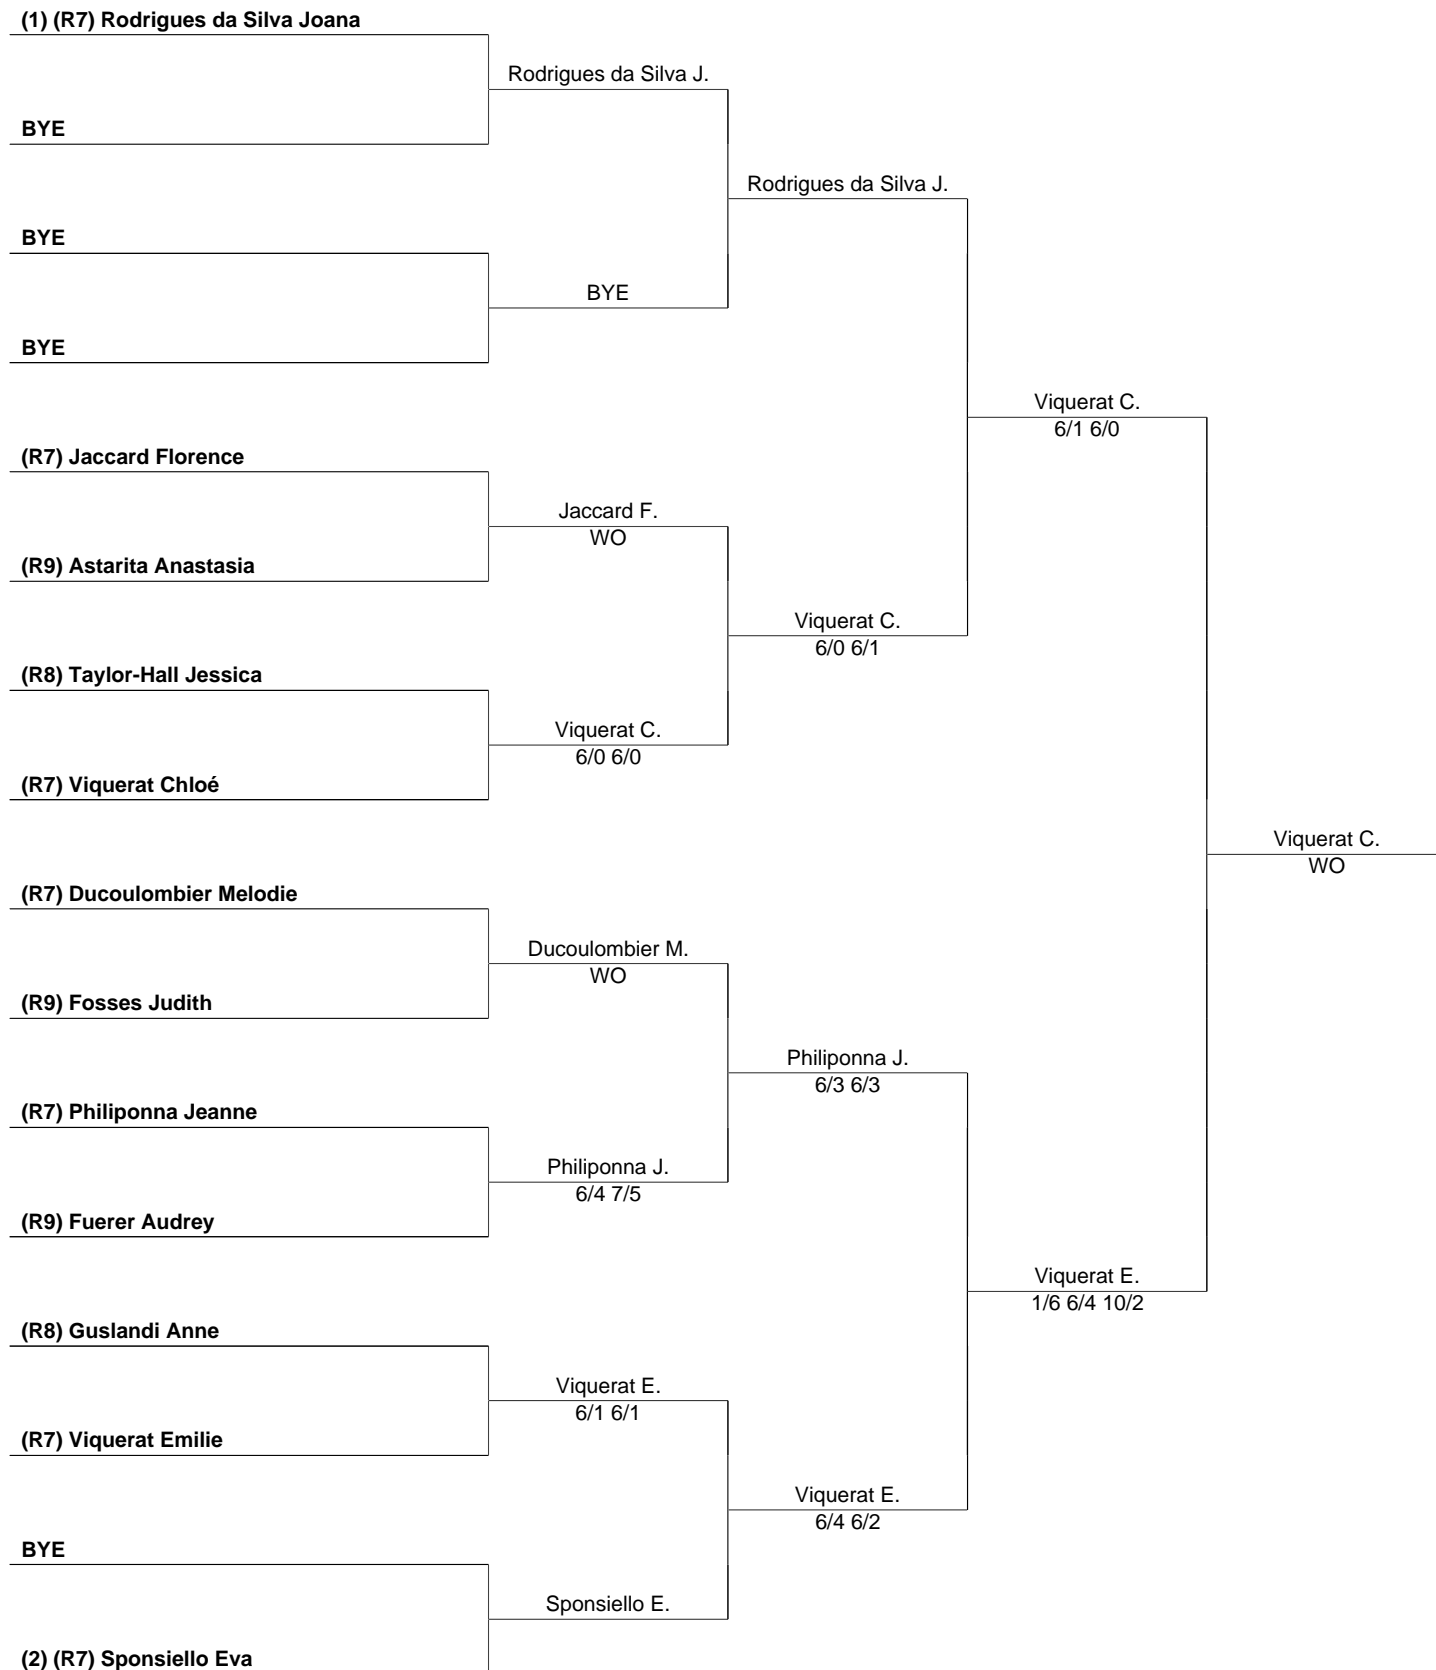 (1) (R7) Rodrigues da Silva Joana
Rodrigues da Silva J.
BYE
Rodrigues da Silva J.
BYE
BYE
BYE
Viquerat C.
6/1 6/0
(R7) Jaccard Florence
Jaccard F.
WO
(R9) Astarita Anastasia
Viquerat C.
6/0 6/1
(R8) Taylor-Hall Jessica
Viquerat C.
6/0 6/0
(R7) Viquerat Chloé
Viquerat C.
WO
(R7) Ducoulombier Melodie
Ducoulombier M.
WO
(R9) Fosses Judith
Philiponna J.
6/3 6/3
(R7) Philiponna Jeanne
Philiponna J.
6/4 7/5
(R9) Fuerer Audrey
Viquerat E.
1/6 6/4 10/2
(R8) Guslandi Anne
Viquerat E.
6/1 6/1
(R7) Viquerat Emilie
Viquerat E.
6/4 6/2
BYE
Sponsiello E.
(2) (R7) Sponsiello Eva